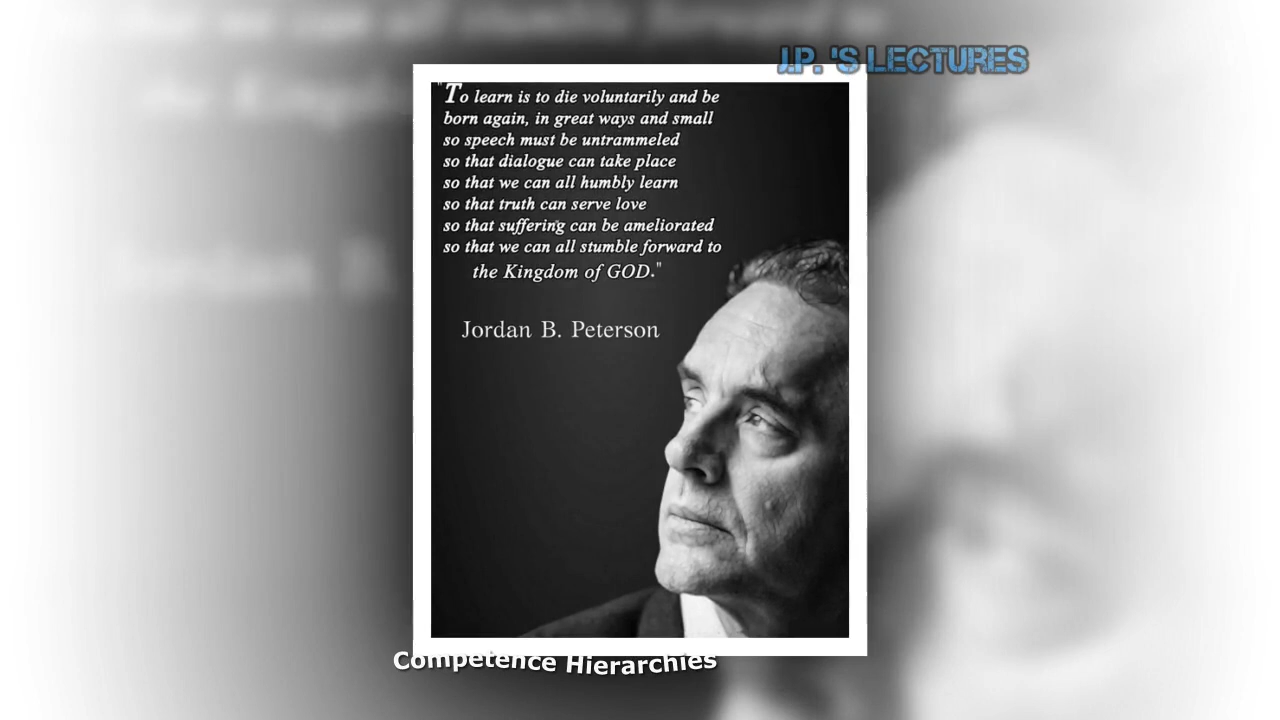 J.P. 'S LECTURES
"To learn is to die voluntarily and be
born again, in great ways and small
so speech must be untrammeled
so that dialogue can take place
so that we can all humbly learn
so that truth can serve love
so that suffering can be ameliorated
so that we can all stumble forward to
the Kingdom of GOD."
Jordan B. Peterson
Competence Hierarchies